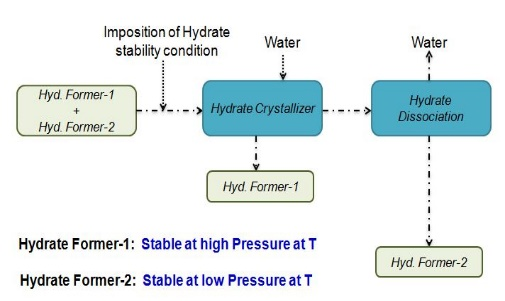 Imposition of Hydrate
stability condition
Water
Water
Hyd. Former-1
+
Hyd. Former-2
Hydrate Crystallizer
Hydrate
Dissociation
Hyd. Former-1
Hydrate Former-1: Stable at high Pressure at T
Hydrate Former-2: Stable at low Pressure at T
Hyd. Former-2